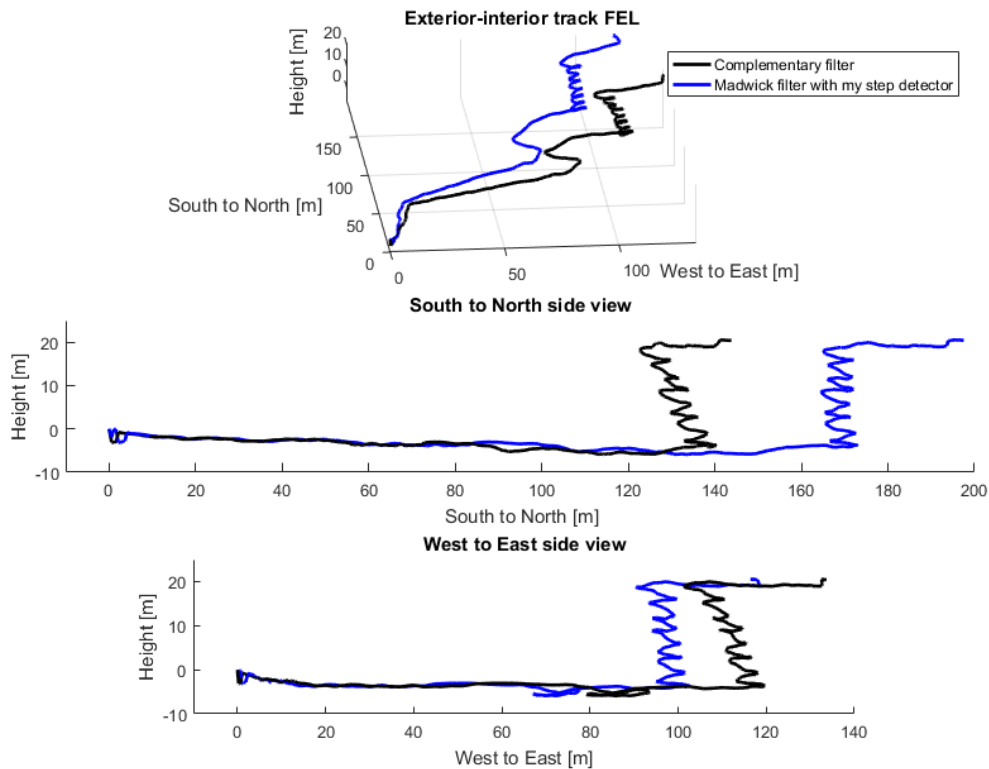 Exterior-interior track FEL
Height [m]
20
10
0
Complementary filter
Madwick filter with my step detector
150
100
50
0
South to North [m]
0
50
100
West to East [m]
South to North side view
Height [m]
20
10
0
-10
0 20 40 60 80 100 120 140 160 180 200
South to North [m]
West to East side view
Height [m]
20
10
0
-10
0 20 40 60 80 100 120 140
West to East [m]